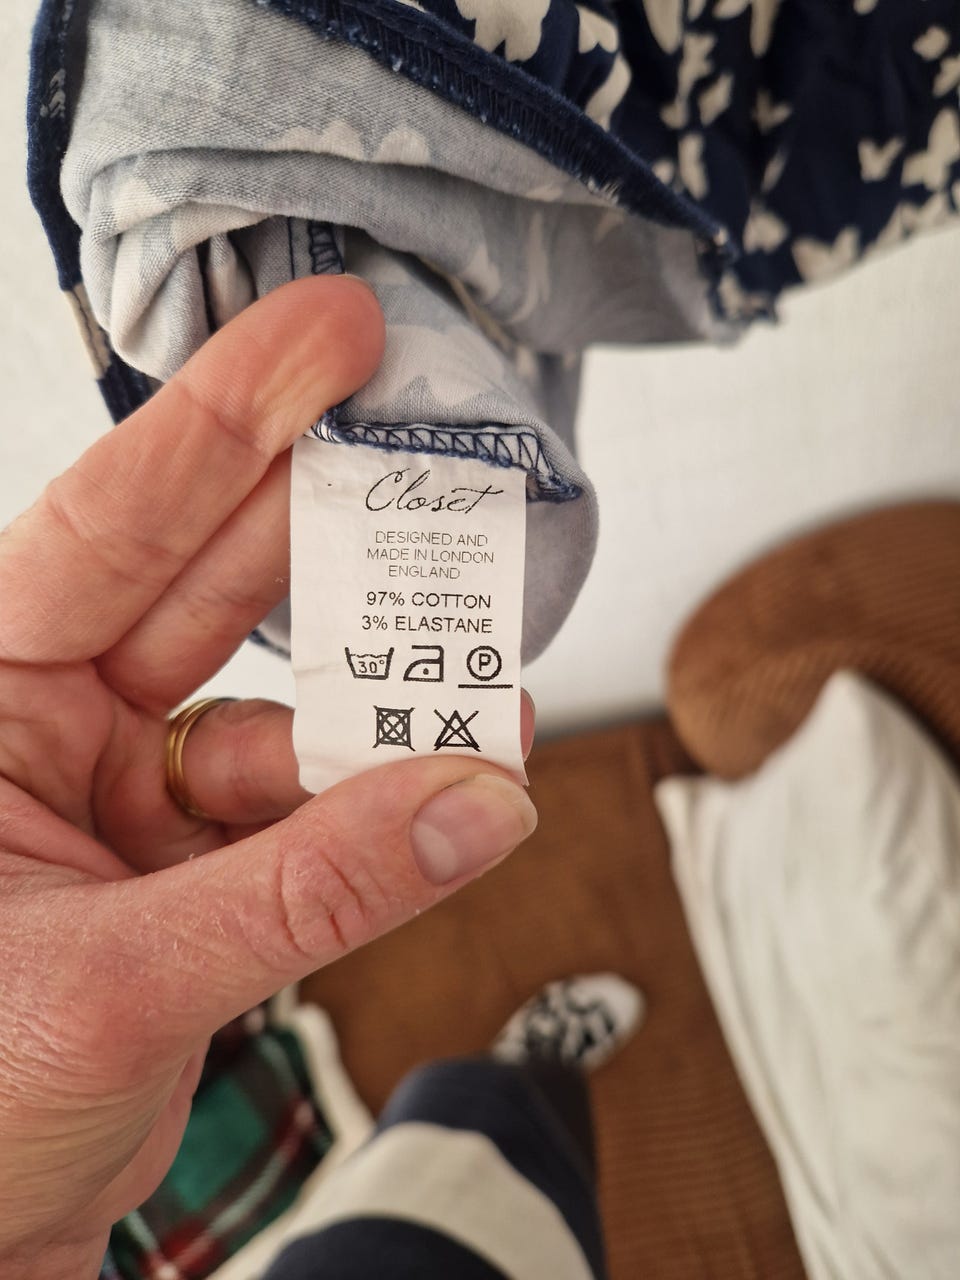 Closet
DESIGNED AND
MADE IN LONDON
ENGLAND
97% COTTON
3% ELASTANE
30° P